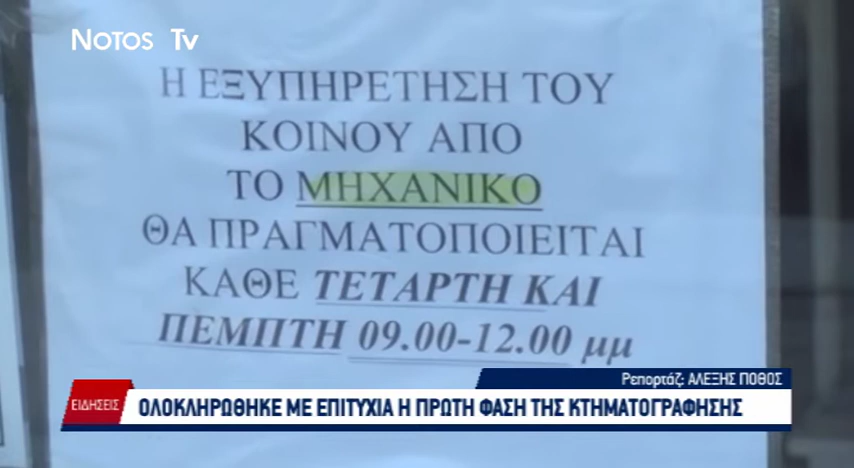 NOTOS TV
Η ΕΞΥΠΗΡΕΤΗΣΗ ΤΟΥ
ΚΟΙΝΟΥ ΑΠΟ
ΤΟ ΜΗΧΑΝΙΚΟ
ΘΑ ΠΡΑΓΜΑΤΟΠΟΙΕΙΤΑΙ
ΚΑΘΕ ΤΕΤΑΡΤΗ ΚΑΙ
ΠΕΜΠΤΗ 09.00-12.00 μμ
Ρεπορτάζ: ΑΛΕΞΗΣ ΠΟΘΟΣ
ΕΙΔΗΣΕΙΣ
ΟΛΟΚΛΗΡΩΘΗΚΕ ΜΕ ΕΠΙΤΥΧΙΑ Η ΠΡΩΤΗ ΦΑΣΗ ΤΗΣ ΚΤΗΜΑΤΟΓΡΑΦΗΣΗΣ